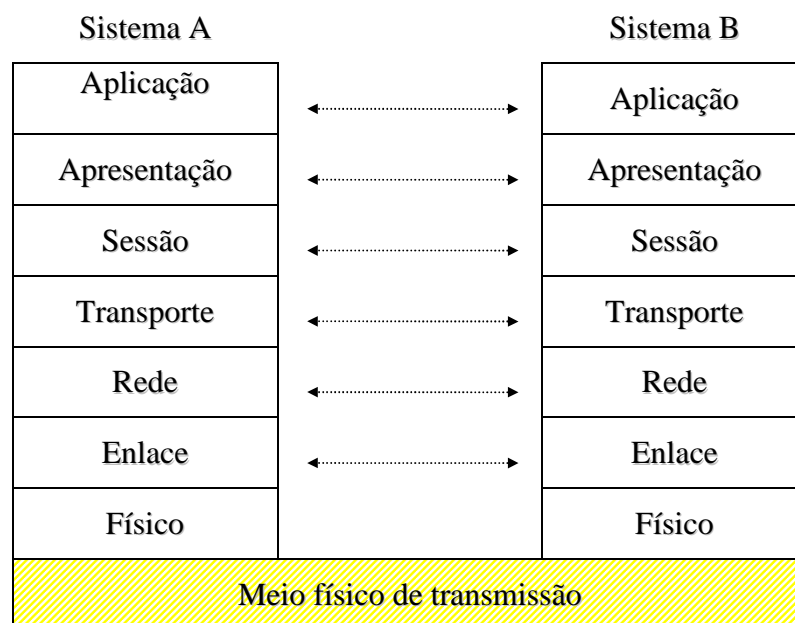 Sistema A
Sistema B
Aplicação
Aplicação
Apresentação
Apresentação
Sessão
Sessão
Transporte
Transporte
Rede
Rede
Enlace
Enlace
Físico
Físico
Meio físico de transmissão